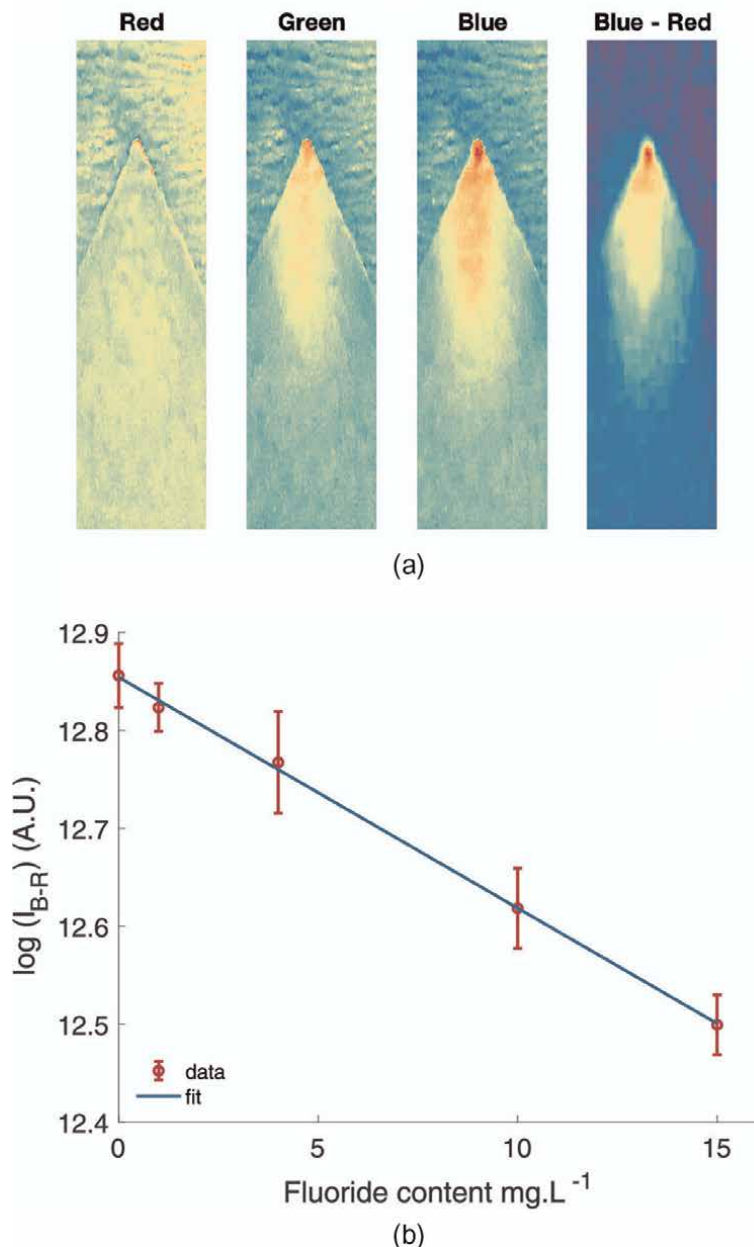 Red Green Blue Blue - Red
(a)
12.9
12.8
12.7
12.6
12.5
12.4
log (I_B-R) (A.U.)
data
fit
0 5 10 15
Fluoride content mg.L -1
(b)